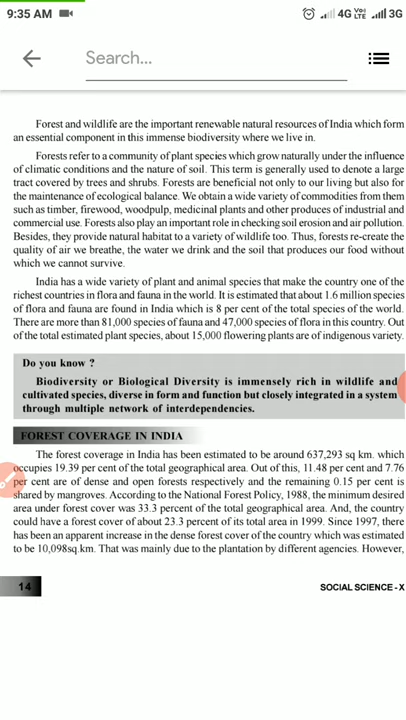 9:35 AM 4G Vo) LTE 3G
Search...
Forest and wildlife are the important renewable natural resources of India which form
an essential component in this immense biodiversity where we live in.
Forests refer to a community of plant species which grow naturally under the influence
of climatic conditions and the nature of soil. This term is generally used to denote a large
tract covered by trees and shrubs. Forests are beneficial not only to our living but also for
the maintenance of ecological balance. We obtain a wide variety of commodities from them
such as timber, firewood, woodpulp, medicinal plants and other produces of industrial and
commercial use. Forests also play an important role in checking soil erosion and air pollution.
Besides, they provide natural habitat to a variety of wildlife too. Thus, forests re-create the
quality of air we breathe, the water we drink and the soil that produces our food without
which we cannot survive.
India has a wide variety of plant and animal species that make the country one of the
richest countries in flora and fauna in the world. It is estimated that about 1.6 million species
of flora and fauna are found in India which is 8 per cent of the total species of the world.
There are more than 81,000 species of fauna and 47,000 species of flora in this country. Out
of the total estimated plant species, about 15,000 flowering plants are of indigenous variety.
Do you know ?
Biodiversity or Biological Diversity is immensely rich in wildlife and
cultivated species, diverse in form and function but closely integrated in a system
through multiple network of interdependencies.
FOREST COVERAGE IN INDIA
The forest coverage in India has been estimated to be around 637,293 sq km. which
occupies 19.39 per cent of the total geographical area. Out of this, 11.48 per cent and 7.76
per cent are of dense and open forests respectively and the remaining 0.15 per cent is
shared by mangroves. According to the National Forest Policy, 1988, the minimum desired
area under forest cover was 33.3 percent of the total geographical area. And, the country
could have a forest cover of about 23.3 percent of its total area in 1999. Since 1997, there
has been an apparent increase in the dense forest cover of the country which was estimated
to be 10,098sq.km. That was mainly due to the plantation by different agencies. However,
14 SOCIAL SCIENCE - X